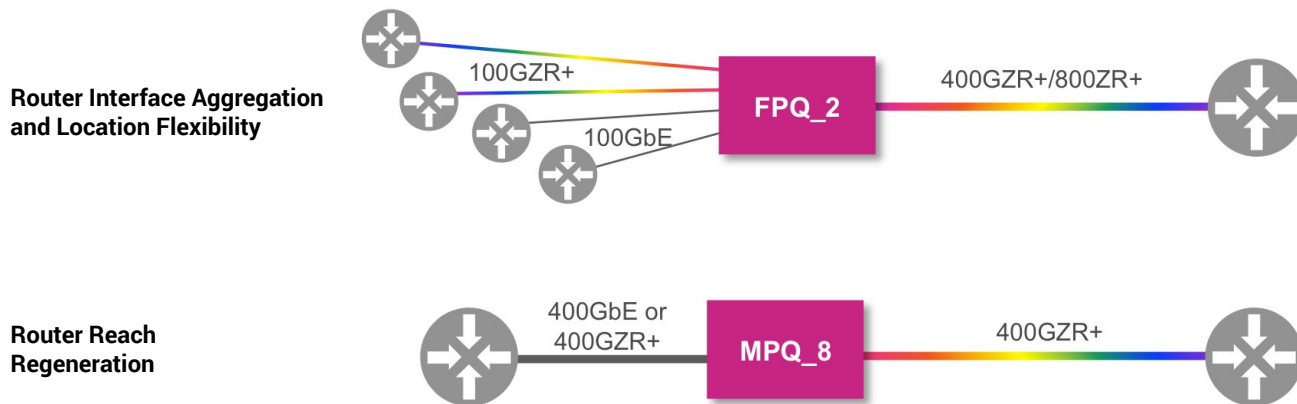 Router Interface Aggregation
and Location Flexibility
100GZR+
100GbE
FPQ_2
400GZR+/800ZR+
Router Reach
Regeneration
400GbE or
400GZR+
MPQ_8
400GZR+